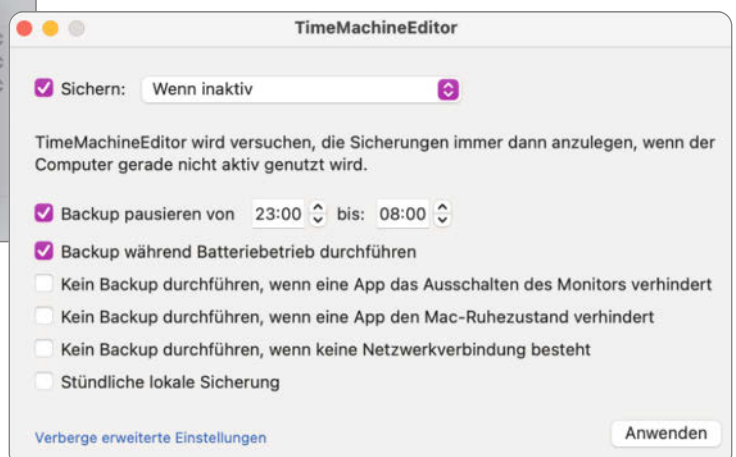 TimeMachineEditor
Sichern: Wenn inaktiv
TimeMachineEditor wird versuchen, die Sicherungen immer dann anzulegen, wenn der
Computer gerade nicht aktiv genutzt wird.
Backup pausieren von 23:00 bis: 08:00
Backup während Batteriebetrieb durchführen
Kein Backup durchführen, wenn eine App das Ausschalten des Monitors verhindert
Kein Backup durchführen, wenn eine App den Mac-Ruhezustand verhindert
Kein Backup durchführen, wenn keine Netzwerkverbindung besteht
Stündliche lokale Sicherung
Verberge erweiterte Einstellungen
Anwenden